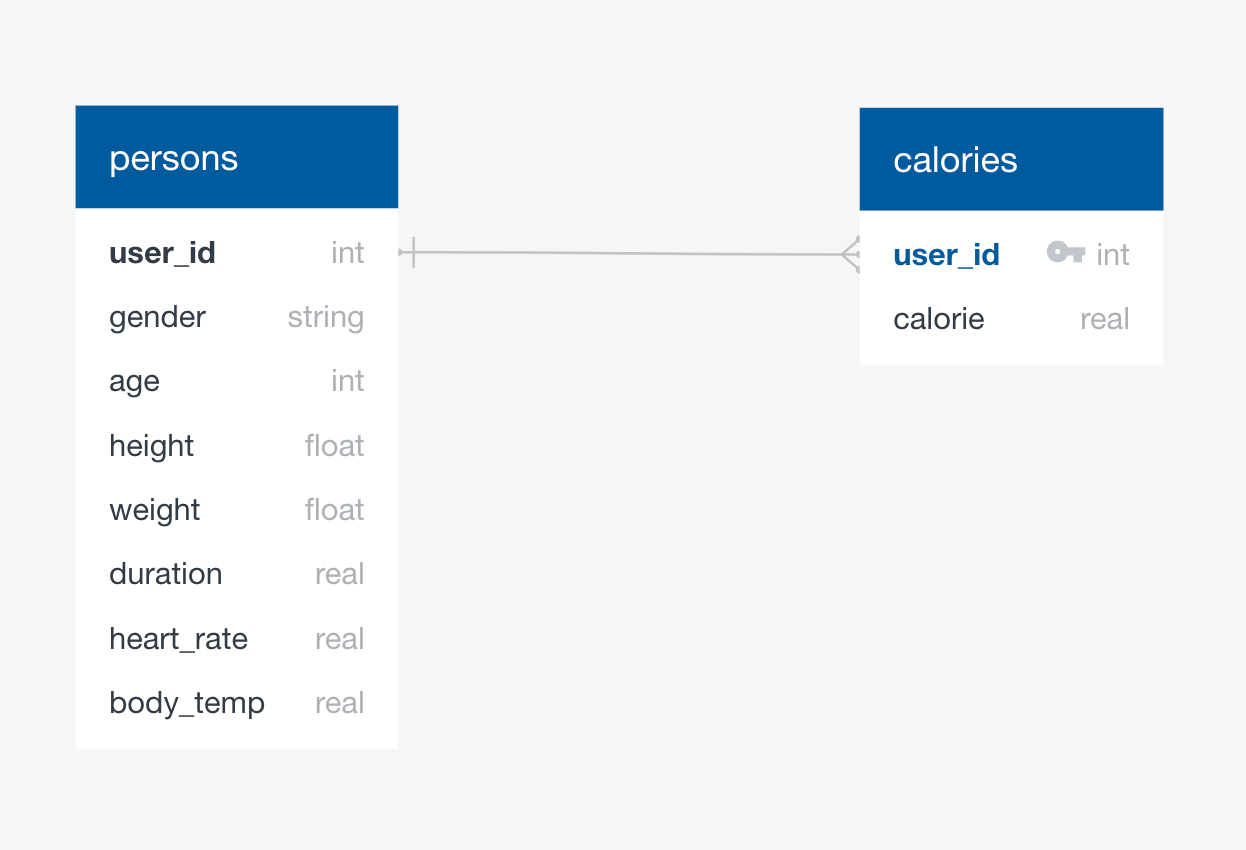 persons
user_id int
gender string
age int
height float
weight float
duration real
heart_rate real
body_temp real
calories
user_id int
calorie real